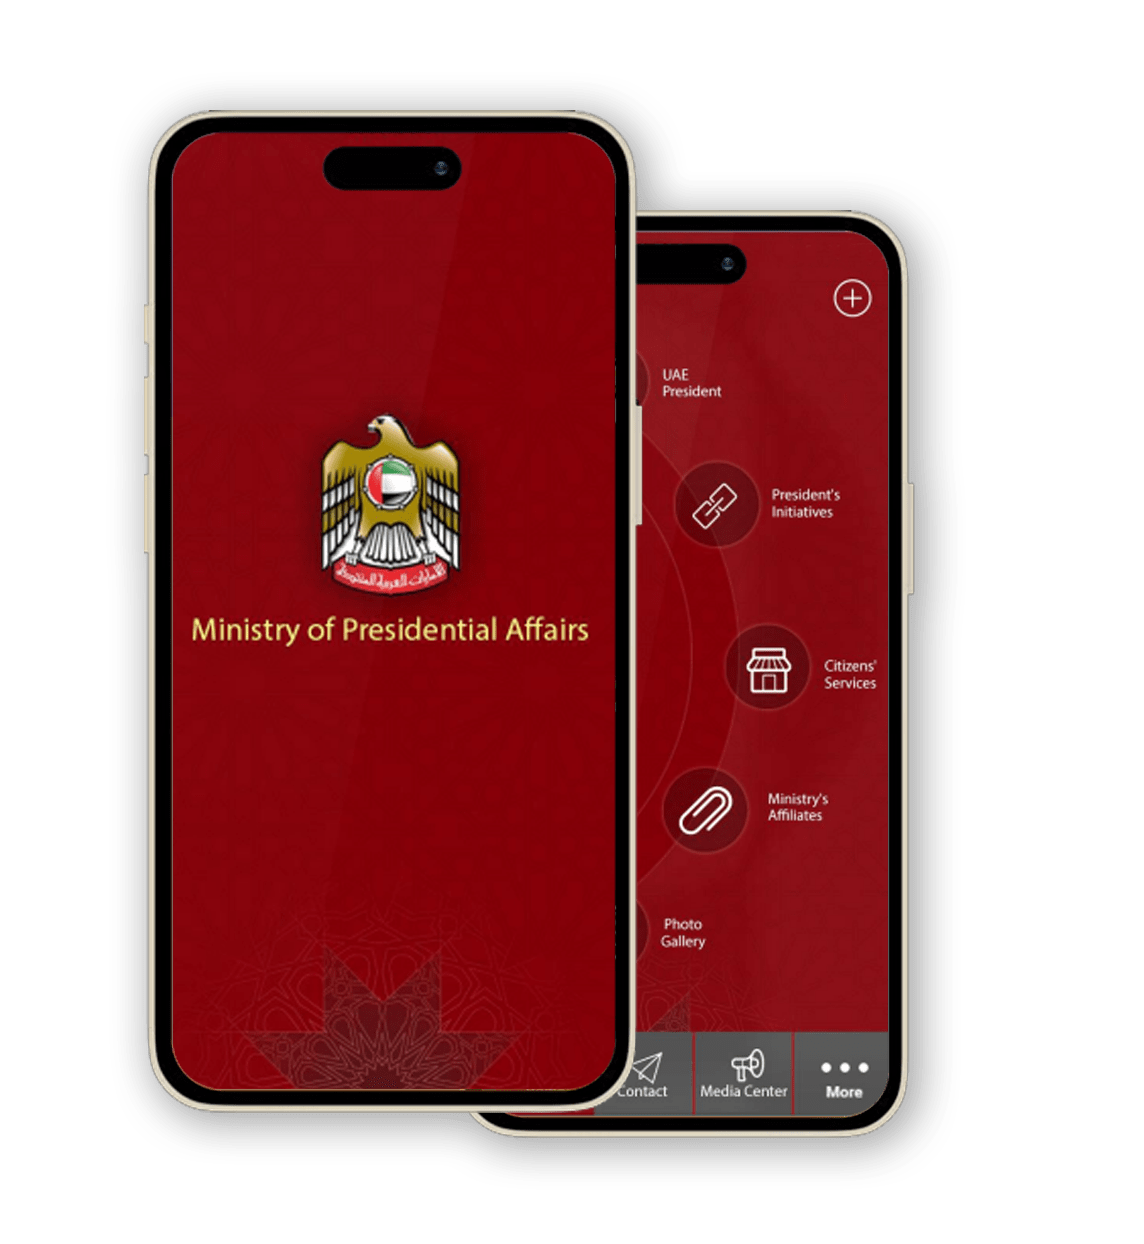 الإمارات العربية المتحدة
Ministry of Presidential Affairs
UAE
President
President's
Initiatives
Citizens'
Services
Ministry's
Affiliates
Photo
Gallery
Contact
Media Center
More